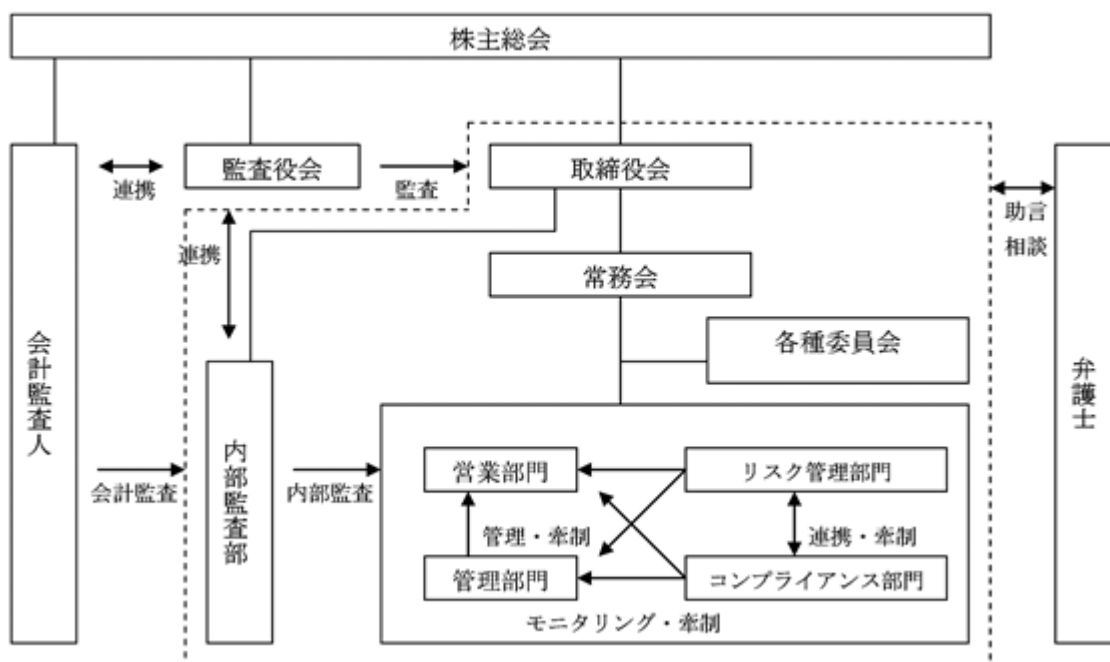 株主総会
監査役会
取締役会
連携
監査
助言
相談
連携
常務会
各種委員会
会計監査人
弁護士
内部監査部
会計監査
内部監査
営業部門
リスク管理部門
管理・牽制
連携・牽制
管理部門
コンプライアンス部門
モニタリング・牽制